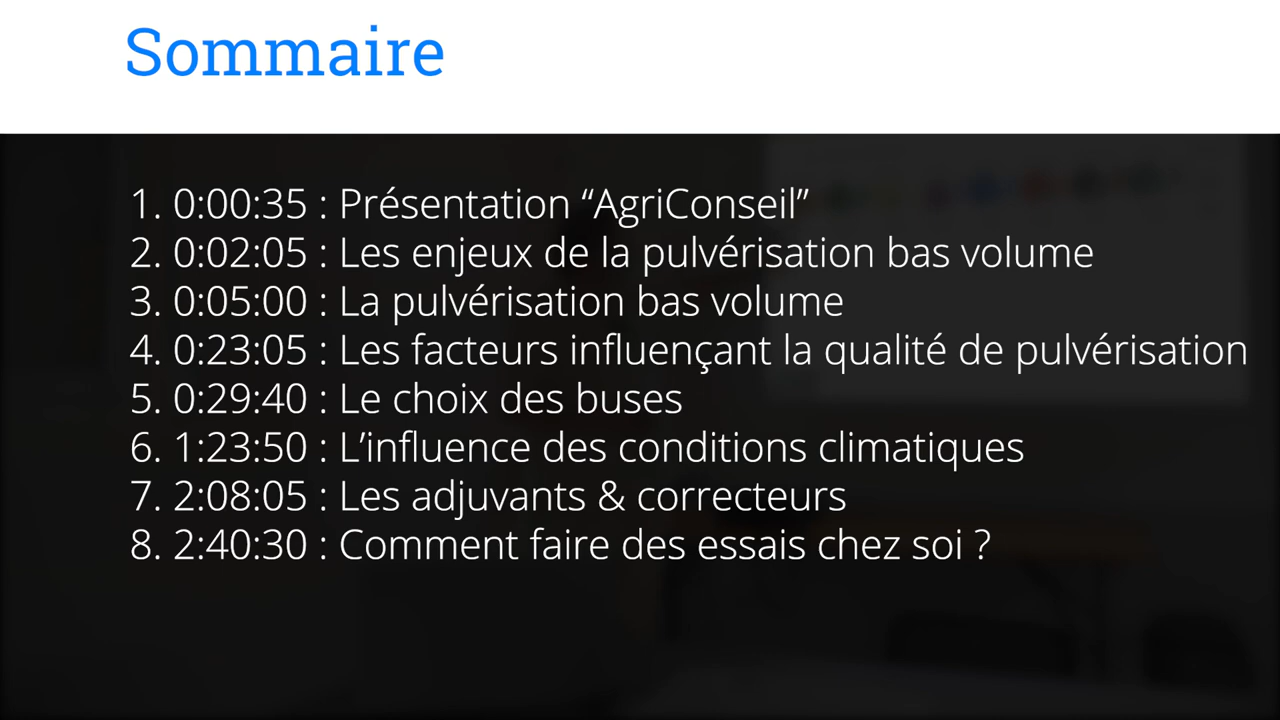 Sommaire
1. 0:00:35 : Présentation “AgriConseil”
2. 0:02:05 : Les enjeux de la pulvérisation bas volume
3. 0:05:00 : La pulvérisation bas volume
4. 0:23:05 : Les facteurs influençant la qualité de pulvérisation
5. 0:29:40 : Le choix des buses
6. 1:23:50 : L’influence des conditions climatiques
7. 2:08:05 : Les adjuvants & correcteurs
8. 2:40:30 : Comment faire des essais chez soi ?